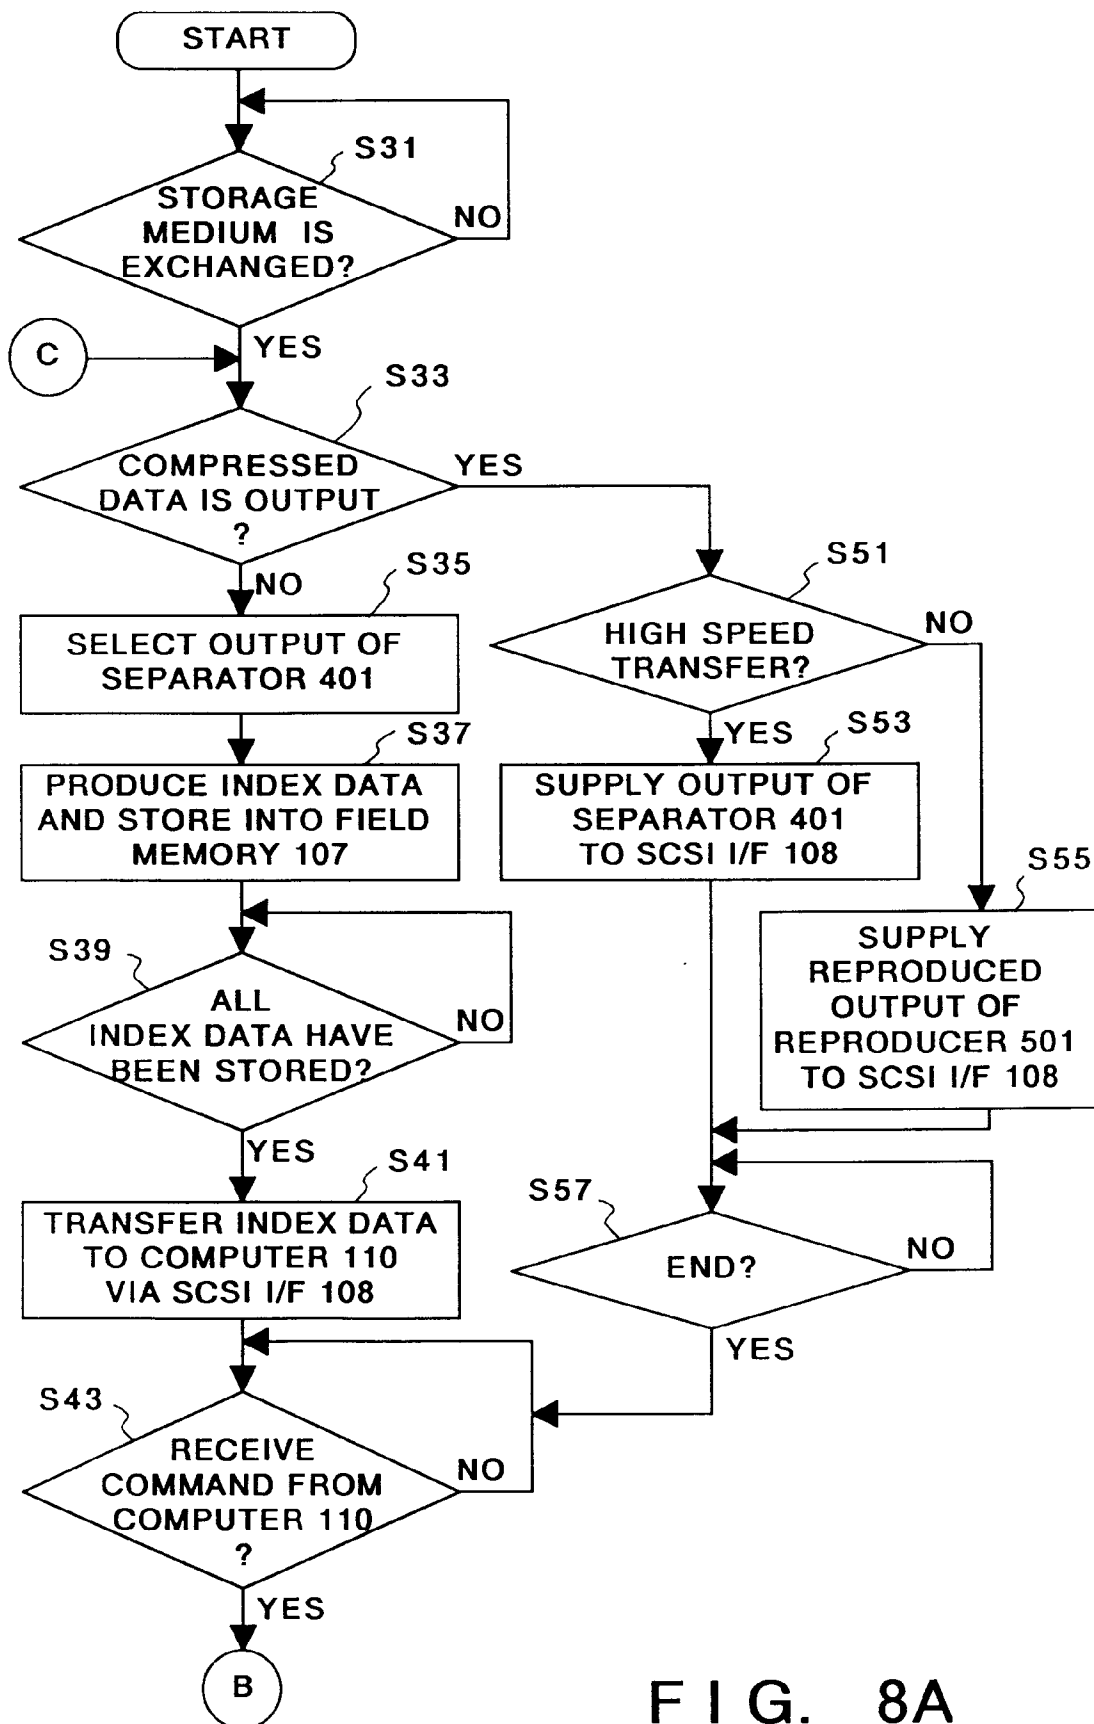 START
S31
STORAGE
MEDIUM IS
EXCHANGED?
NO
YES
C
S33
COMPRESSED
DATA IS OUTPUT
?
YES
NO
S35
SELECT OUTPUT OF
SEPARATOR 401
S51
HIGH SPEED
TRANSFER?
NO
YES
S37
PRODUCE INDEX DATA
AND STORE INTO FIELD
MEMORY 107
S53
SUPPLY OUTPUT OF
SEPARATOR 401
TO SCSI I/F 108
S55
SUPPLY
REPRODUCED
OUTPUT OF
REPRODUCER 501
TO SCSI I/F 108
S39
ALL
INDEX DATA HAVE
BEEN STORED?
NO
YES
S41
TRANSFER INDEX DATA
TO COMPUTER 110
VIA SCSI I/F 108
S57
END?
NO
YES
S43
RECEIVE
COMMAND FROM
COMPUTER 110
?
NO
YES
B
FIG. 8A